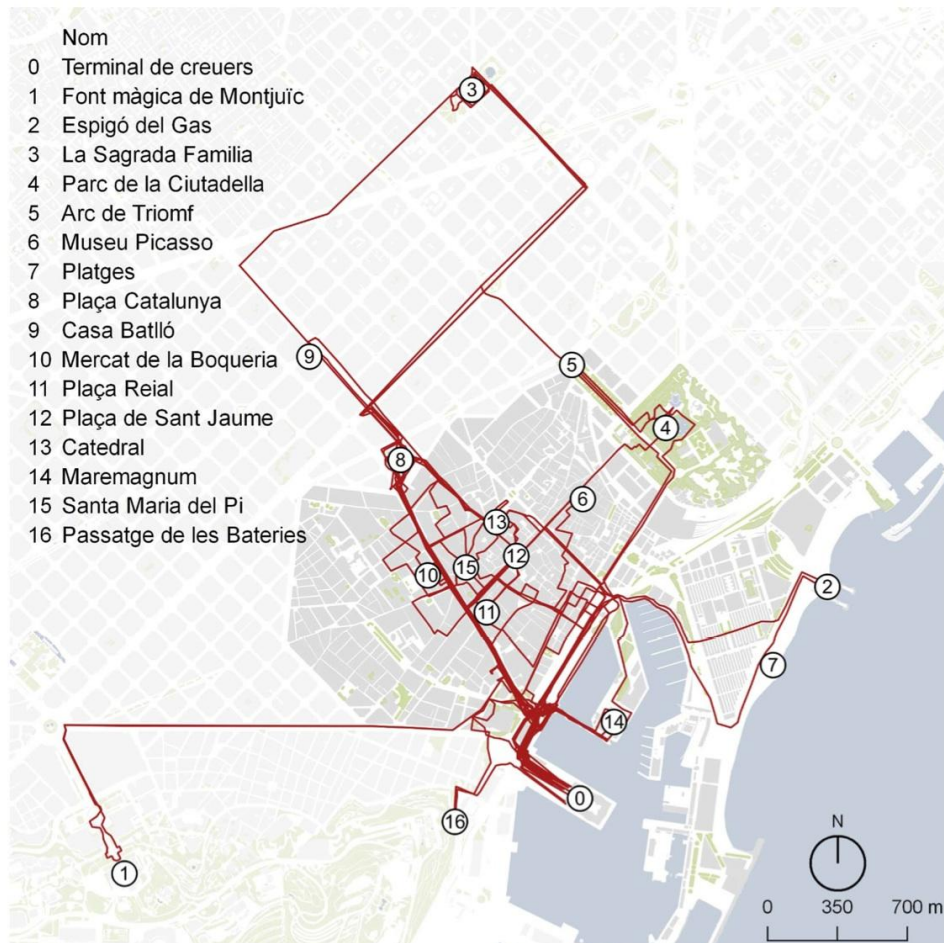 Nom
0 Terminal de creuers
1 Font màgica de Montjuïc
2 Espigó del Gas
3 La Sagrada Familia
4 Parc de la Ciutadella
5 Arc de Triomf
6 Museu Picasso
7 Platges
8 Plaça Catalunya
9 Casa Batlló
10 Mercat de la Boqueria
11 Plaça Reial
12 Plaça de Sant Jaume
13 Catedral
14 Maremagnum
15 Santa Maria del Pi
16 Passatge de les Bateries
3
9
5
4
8
6
13
12
15
10
2
11
7
14
0
16
1
N
0 350 700 m